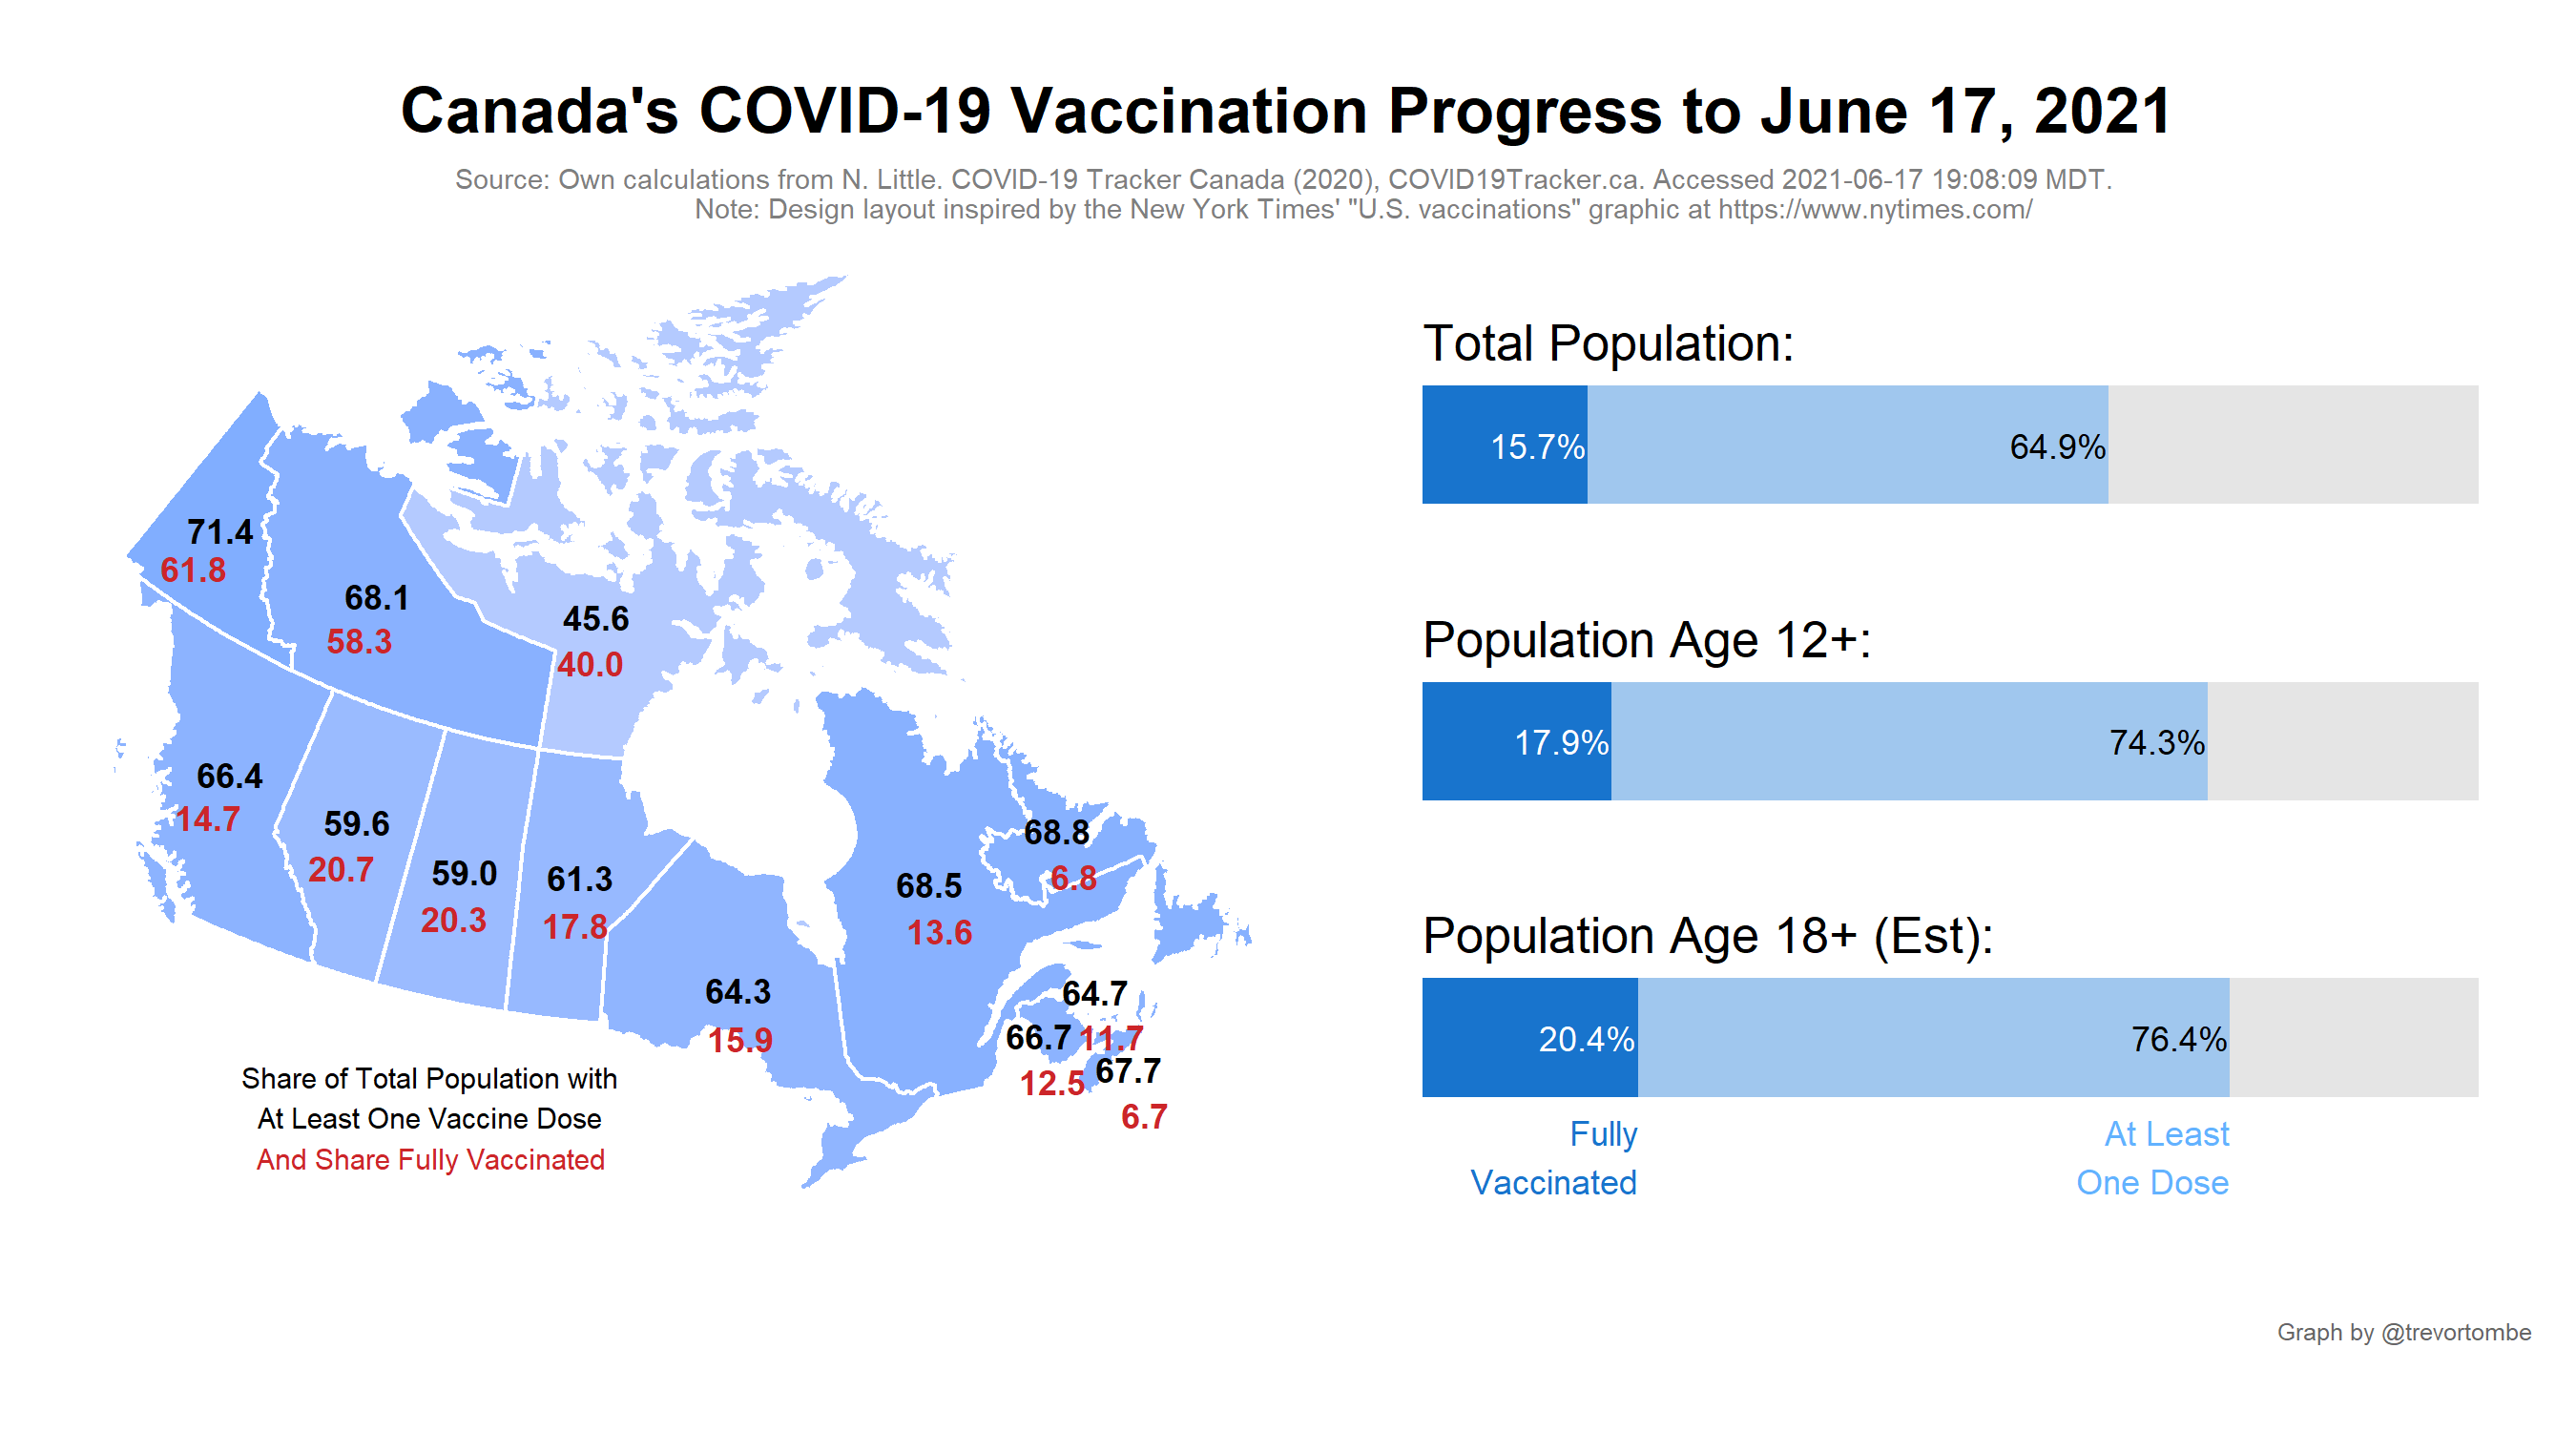 Canada's COVID-19 Vaccination Progress to June 17, 2021
Source: Own calculations from N. Little. COVID-19 Tracker Canada (2020), COVID19Tracker.ca. Accessed 2021-06-17 19:08:09 MDT.
Note: Design layout inspired by the New York Times' "U.S. vaccinations" graphic at https://www.nytimes.com/
71.4
61.8
68.1
58.3
45.6
40.0
66.4
14.7
59.6
20.7
59.0
20.3
61.3
17.8
64.3
15.9
68.5
13.6
68.8
6.8
64.7
11.7
66.7
12.5
67.7
6.7
Share of Total Population with
At Least One Vaccine Dose
And Share Fully Vaccinated
Total Population:
15.7% 64.9%
Population Age 12+:
17.9% 74.3%
Population Age 18+ (Est):
20.4% 76.4%
Fully
Vaccinated
At Least
One Dose
Graph by @trevortombe